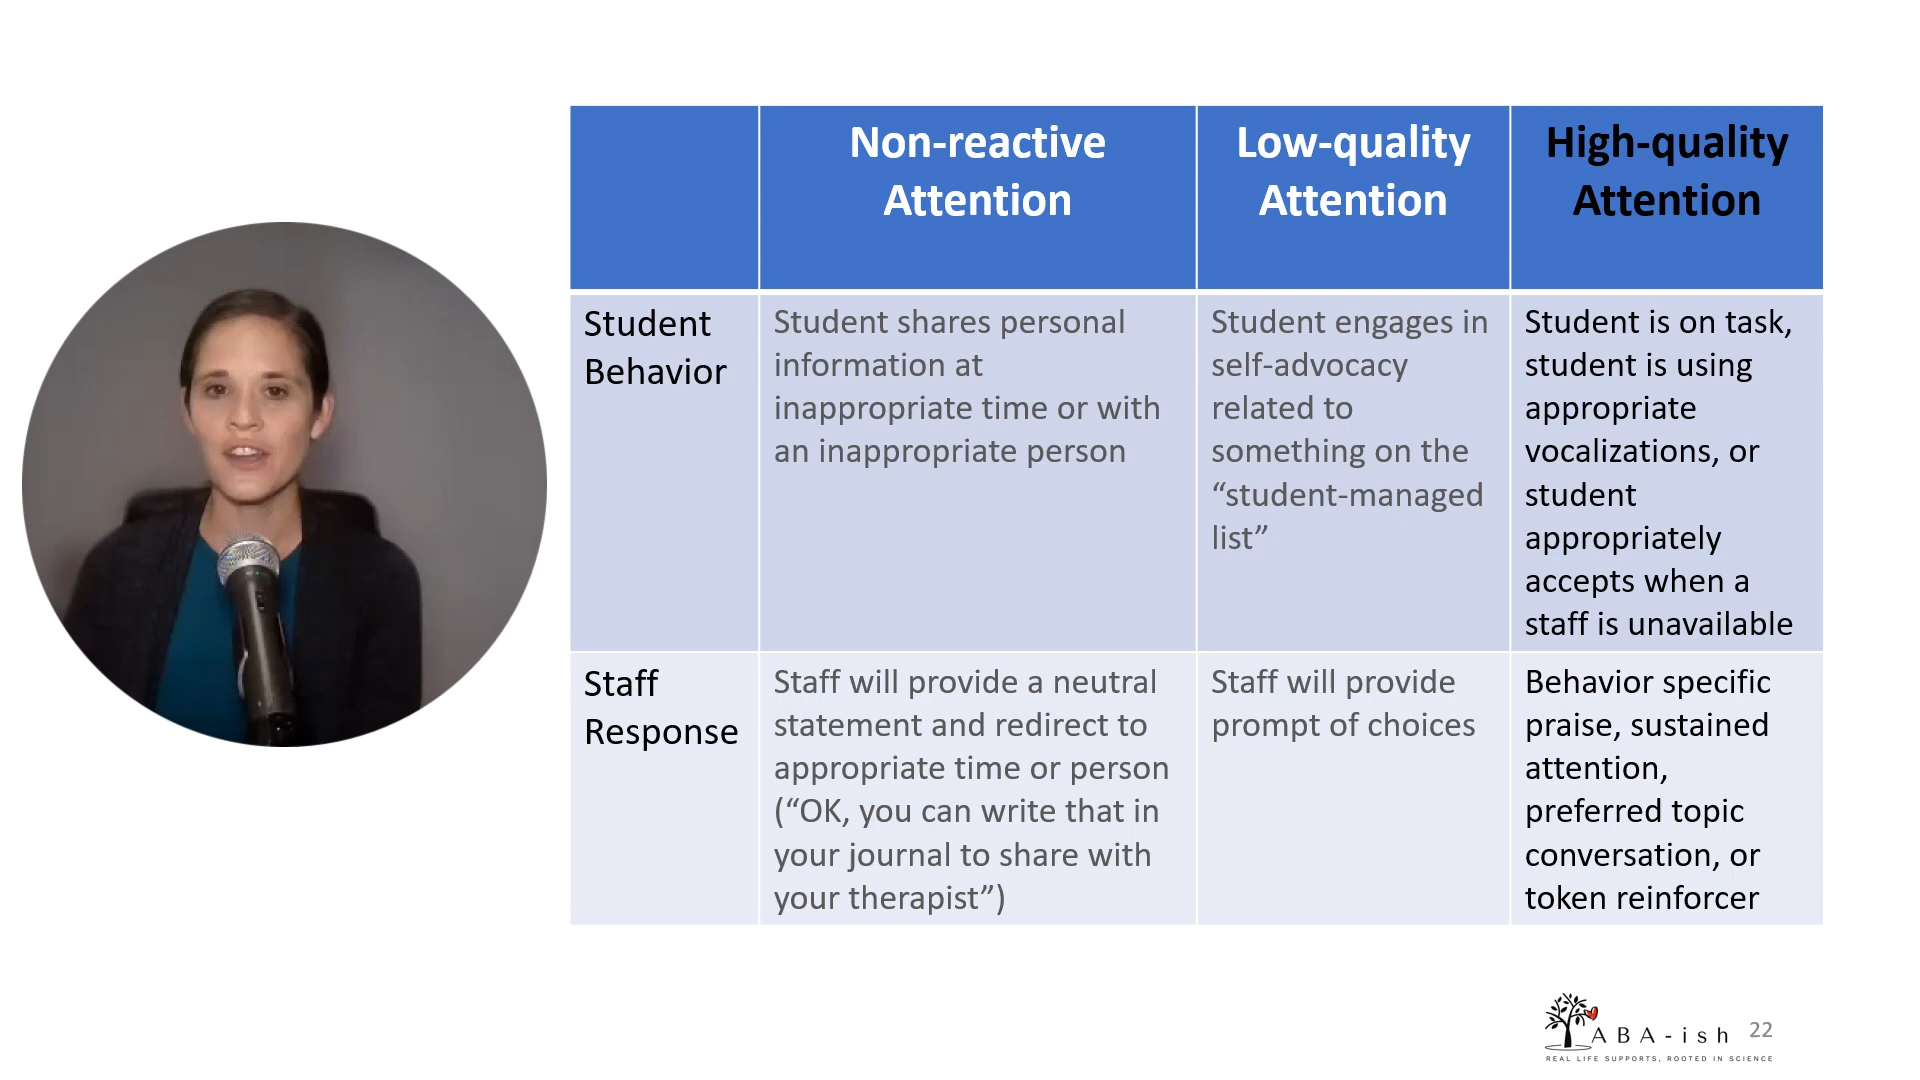 Non-reactive
Attention
Low-quality
Attention
High-quality
Attention
Student
Behavior
Student shares personal
information at
inappropriate time or with
an inappropriate person
Student engages in
self-advocacy
related to
something on the
“student-managed
list”
Student is on task,
student is using
appropriate
vocalizations, or
student
appropriately
accepts when a
staff is unavailable
Staff
Response
Staff will provide a neutral
statement and redirect to
appropriate time or person
(“OK, you can write that in
your journal to share with
your therapist”)
Staff will provide
prompt of choices
Behavior specific
praise, sustained
attention,
preferred topic
conversation, or
token reinforcer
ABA-ish
REAL LIFE SUPPORTS, ROOTED IN SCIENCE
22